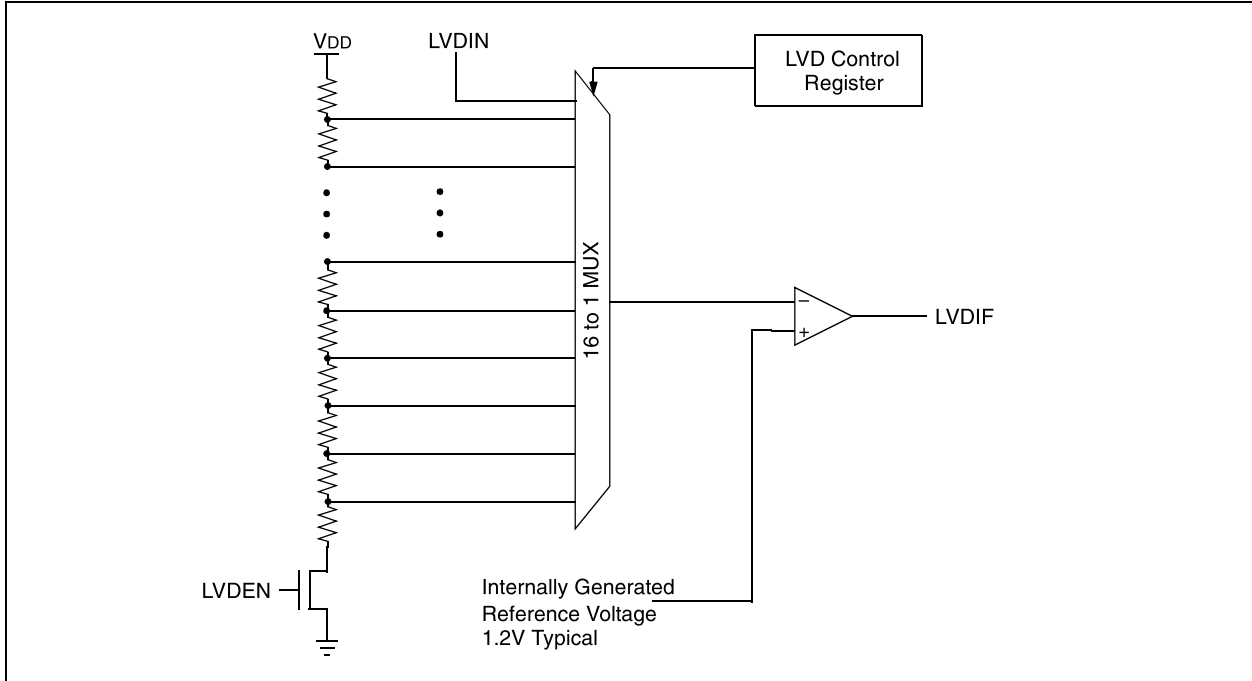 VDD
LVDIN
LVD Control
Register
16 to 1 MUX
–
+
LVDIF
LVDEN
Internally Generated
Reference Voltage
1.2V Typical